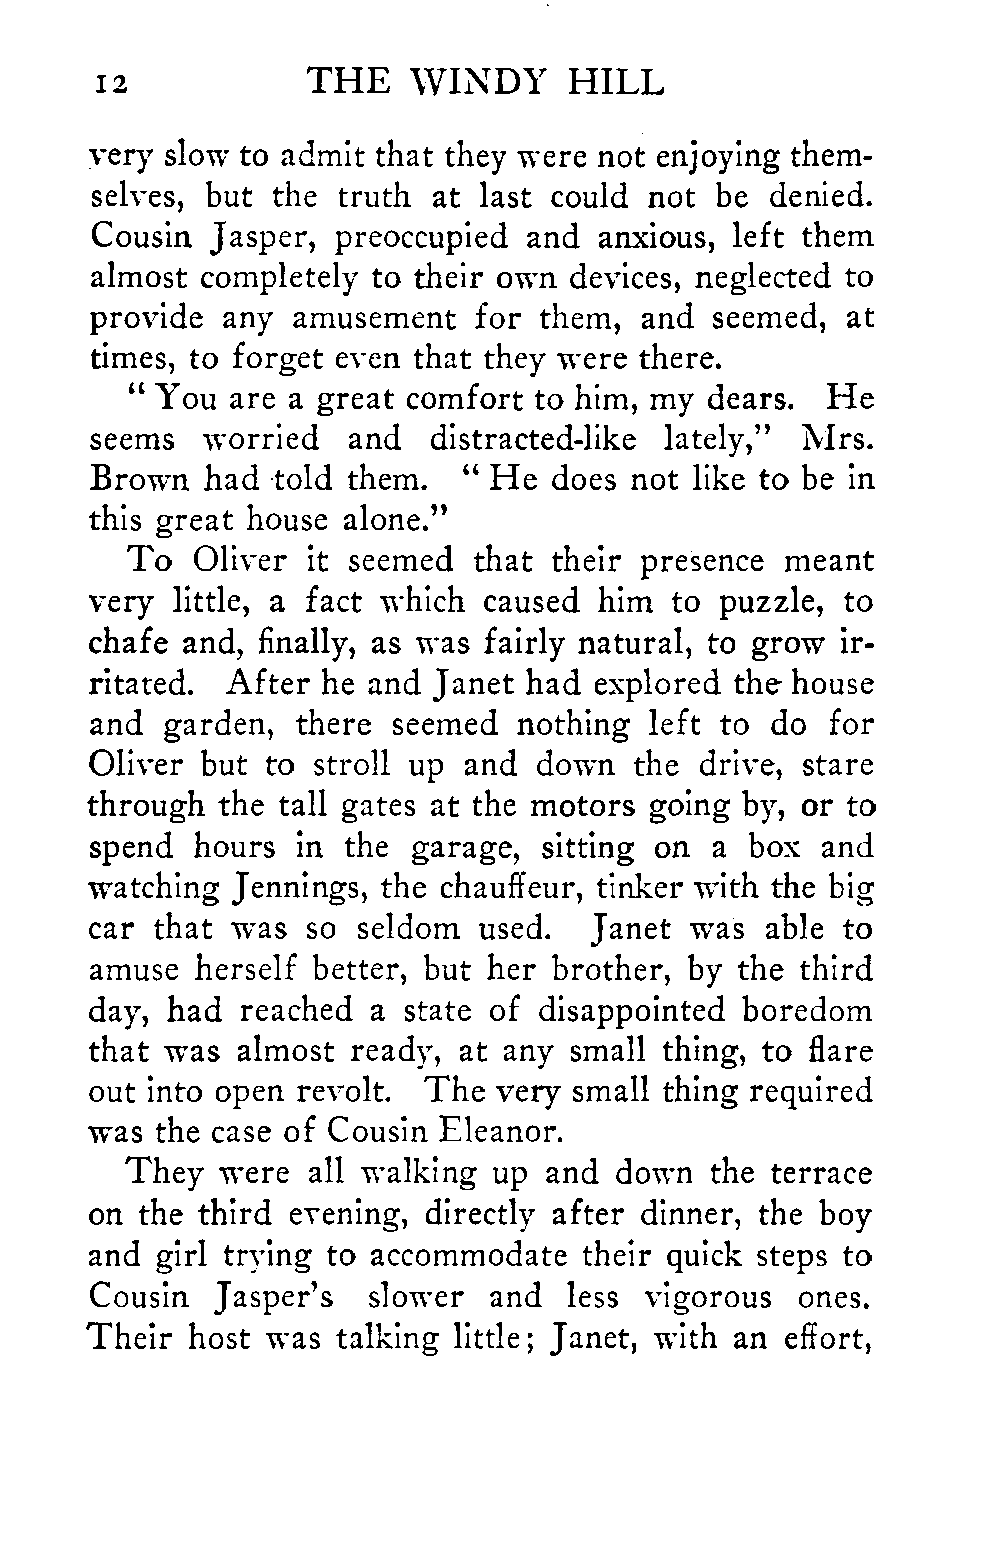 12 THE WINDY HILL
very slow to admit that they were not enjoying them-
selves, but the truth at last could not be denied.
Cousin Jasper, preoccupied and anxious, left them
almost completely to their own devices, neglected to
provide any amusement for them, and seemed, at
times, to forget even that they were there.
“ You are a great comfort to him, my dears. He
seems worried and distracted-like lately,” Mrs.
Brown had told them. “ He does not like to be in
this great house alone.”
To Oliver it seemed that their presence meant
very little, a fact which caused him to puzzle, to
chafe and, finally, as was fairly natural, to grow ir-
ritated. After he and Janet had explored the house
and garden, there seemed nothing left to do for
Oliver but to stroll up and down the drive, stare
through the tall gates at the motors going by, or to
spend hours in the garage, sitting on a box and
watching Jennings, the chauffeur, tinker with the big
car that was so seldom used. Janet was able to
amuse herself better, but her brother, by the third
day, had reached a state of disappointed boredom
that was almost ready, at any small thing, to flare
out into open revolt. The very small thing required
was the case of Cousin Eleanor.
They were all walking up and down the terrace
on the third evening, directly after dinner, the boy
and girl trying to accommodate their quick steps to
Cousin Jasper’s slower and less vigorous ones.
Their host was talking little; Janet, with an effort,